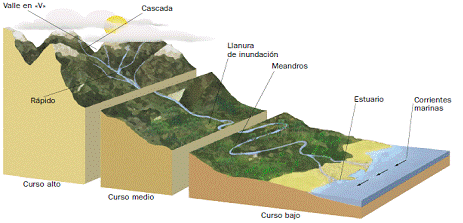 Valle en «V»
Cascada
Llanura
de inundación
Meandros
Rápido
Estuario
Corrientes
marinas
Curso alto
Curso medio
Curso bajo